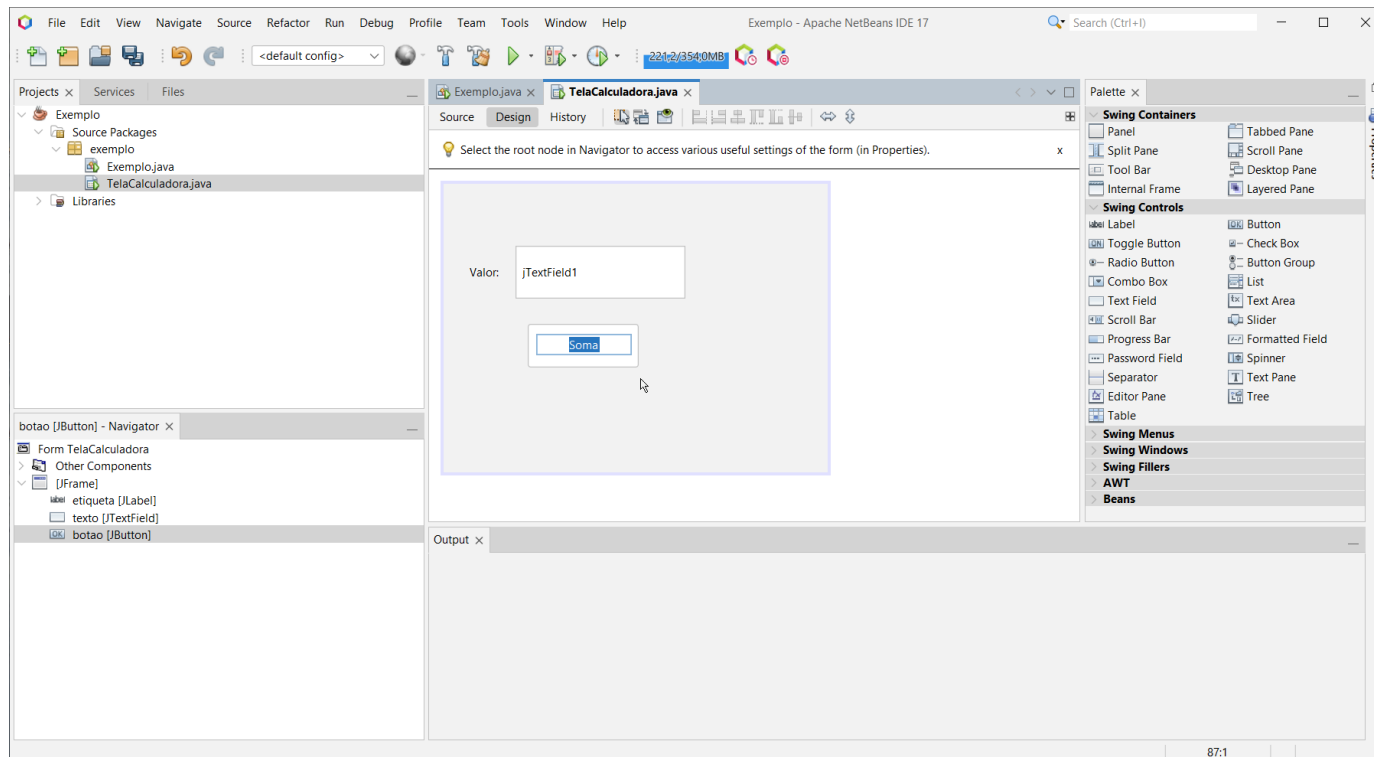 File Edit View Navigate Source Refactor Run Debug Profile Team Tools Window Help
Exemplo - Apache NetBeans IDE 17
Search (Ctrl+I)
<default config>
221,2/354,0MB
Projects
Services
Files
Exemplo
Source Packages
exemplo
Exemplo.java
TelaCalculadora.java
Libraries
botao [JButton] - Navigator
Form TelaCalculadora
Other Components
[JFrame]
etiqueta [JLabel]
texto [JTextField]
botao [JButton]
Exemplo.java
TelaCalculadora.java
Source Design History
Select the root node in Navigator to access various useful settings of the form (in Properties).
x
Valor:
jTextField1
Soma
Output
Palette
Swing Containers
Panel
Tabbed Pane
Split Pane
Scroll Pane
Tool Bar
Desktop Pane
Internal Frame
Layered Pane
Swing Controls
label Label
OK Button
ON Toggle Button
Check Box
Radio Button
Button Group
Combo Box
List
Text Field
Text Area
Scroll Bar
Slider
Progress Bar
Formatted Field
Password Field
Spinner
Separator
Text Pane
Editor Pane
Tree
Table
Swing Menus
Swing Windows
Swing Fillers
AWT
Beans
87:1